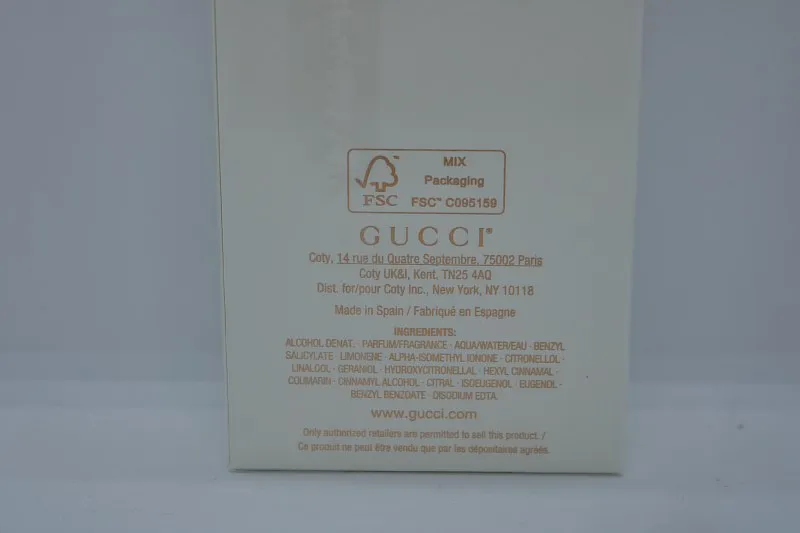 MIX
Packaging
FSC™ C095159
FSC
GUCCI®
Coty, 14 rue du Quatre Septembre, 75002 Paris
Coty UK&I, Kent, TN25 4AQ
Dist. for/pour Coty Inc., New York, NY 10118
Made in Spain / Fabriqué en Espagne
INGREDIENTS:
ALCOHOL DENAT. · PARFUM/FRAGRANCE · AQUA/WATER/EAU · BENZYL
SALICYLATE · LIMONENE · ALPHA-ISOMETHYL IONONE · CITRONELLOL ·
LINALOOL · GERANIOL · HYDROXYCITRONELLAL · HEXYL CINNAMAL ·
COUMARIN · CINNAMYL ALCOHOL · CITRAL · ISOEUGENOL · EUGENOL ·
BENZYL BENZOATE · DISODIUM EDTA.
www.gucci.com
Only authorized retailers are permitted to sell this product. /
Ce produit ne peut être vendu que par les dépositaires agréés.